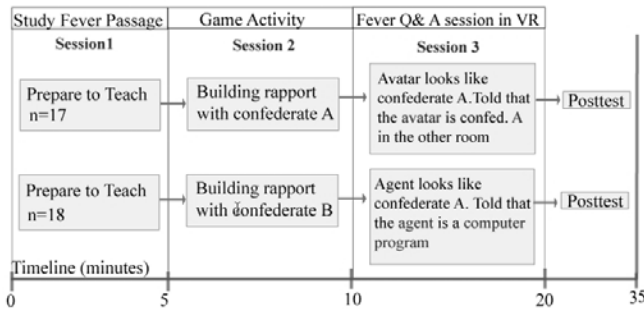 Study Fever Passage
Game Activity
Fever Q& A session in VR
Session1
Session 2
Session 3
Prepare to Teach
n=17
Building rapport
with confederate A
Avatar looks like
confederate A.Told that
the avatar is confed. A
in the other room
Posttest
Prepare to Teach
n=18
Building rapport
with confederate B
Agent looks like
confederate A. Told that
the agent is a computer
program
Posttest
Timeline (minutes)
0
5
10
20
35